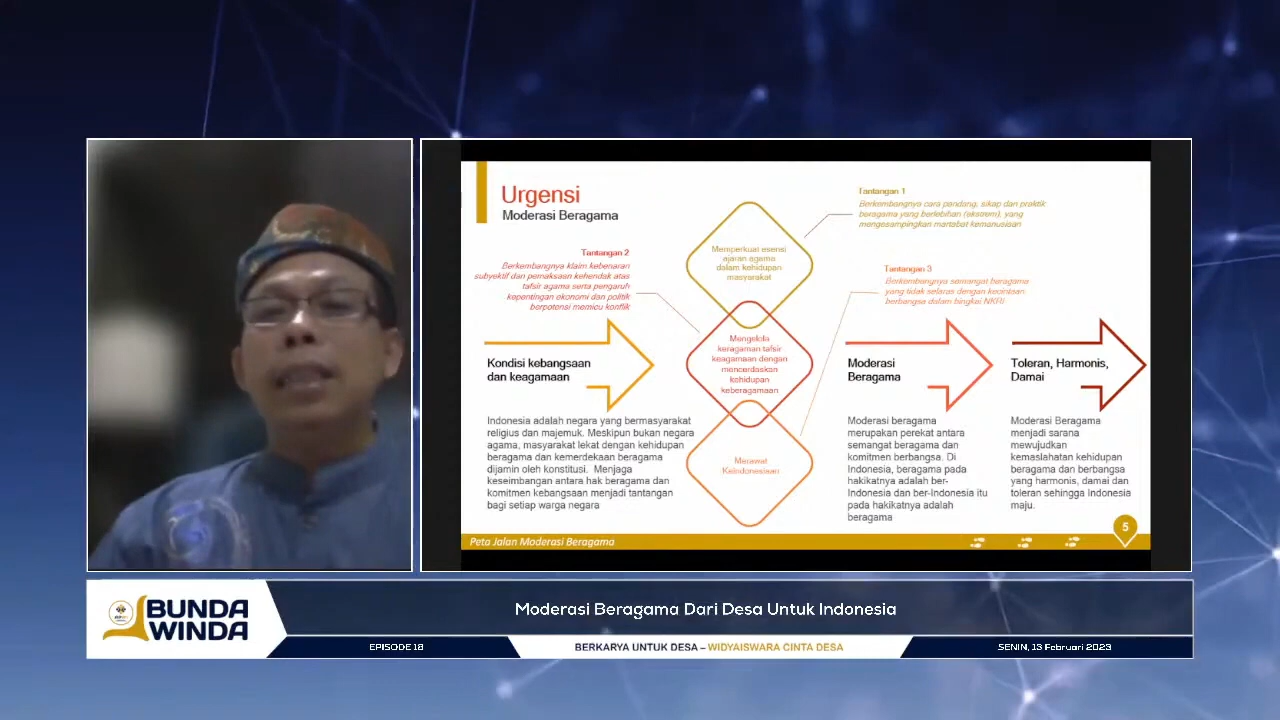 Urgensi
Moderasi Beragama
Tantangan 1
Berkembangnya cara pandang, sikap dan praktik
beragama yang berlebihan (ekstrem), yang
mengesampingkan martabat kemanusiaan
Tantangan 2
Berkembangnya klaim kebenaran
subyektif dan pemaksaan kehendak atas
tafsir agama serta pengaruh
kepentingan ekonomi dan politik
berpotensi memicu konflik
Memperkuat esensi
ajaran agama
dalam kehidupan
masyarakat
Tantangan 3
Berkembangnya semangat beragama
yang tidak selaras dengan kecintaan
berbangsa dalam bingkai NKRI
Kondisi kebangsaan
dan keagamaan
Mengelola
keragaman tafsir
keagamaan dengan
mencerdaskan
kehidupan
keberagamaan
Moderasi
Beragama
Toleran, Harmonis,
Damai
Indonesia adalah negara yang bermasyarakat
religius dan majemuk. Meskipun bukan negara
agama, masyarakat lekat dengan kehidupan
beragama dan kemerdekaan beragama
dijamin oleh konstitusi. Menjaga
keseimbangan antara hak beragama dan
komitmen kebangsaan menjadi tantangan
bagi setiap warga negara
Merawat
Keindonesiaan
Moderasi beragama
merupakan perekat antara
semangat beragama dan
komitmen berbangsa. Di
Indonesia, beragama pada
hakikatnya adalah ber-
Indonesia dan ber-Indonesia itu
pada hakikatnya adalah
beragama
Moderasi Beragama
menjadi sarana
mewujudkan
kemaslahatan kehidupan
beragama dan berbangsa
yang harmonis, damai dan
toleran sehingga Indonesia
maju.
5
Peta Jalan Moderasi Beragama
BUNDA
WINDA
Moderasi Beragama Dari Desa Untuk Indonesia
EPISODE 18
BERKARYA UNTUK DESA – WIDYAISWARA CINTA DESA
SENIN, 13 Februari 2023